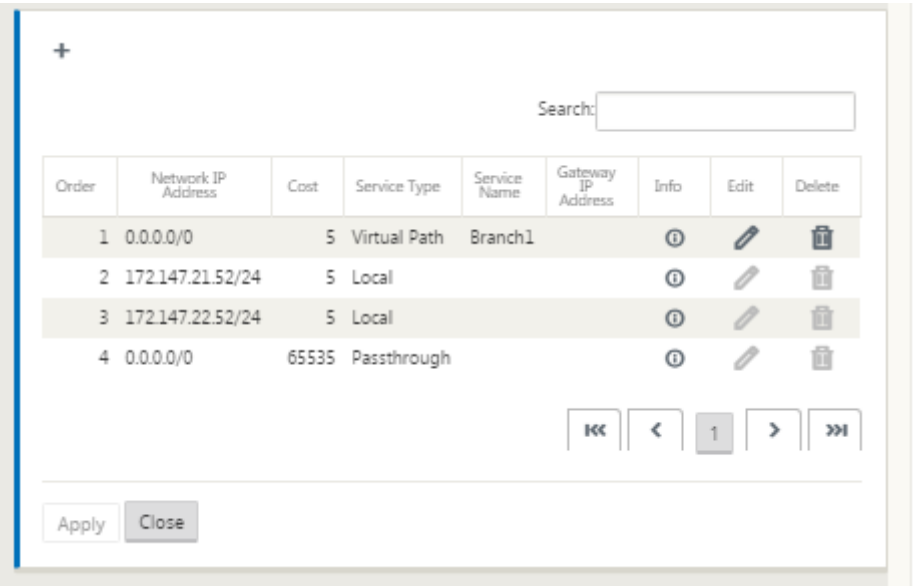 +
Search:
Order Network IP Address Cost Service Type Service Name Gateway IP Address Info Edit Delete
1 0.0.0.0/0 5 Virtual Path Branch1
2 172.147.21.52/24 5 Local
3 172.147.22.52/24 5 Local
4 0.0.0.0/0 65535 Passthrough
1
Apply Close